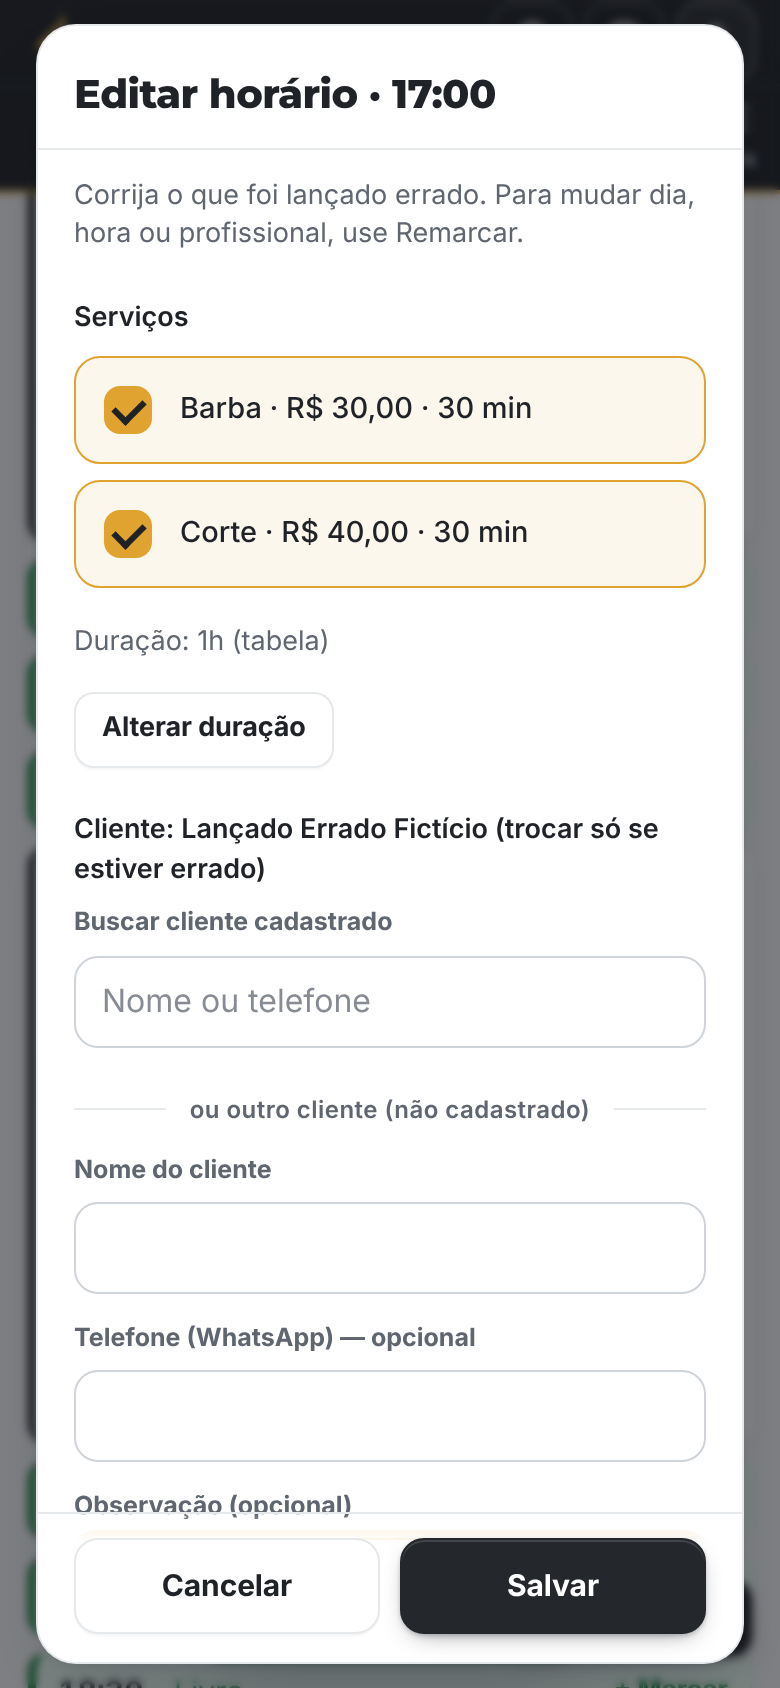 Editar horário · 17:00
Corrija o que foi lançado errado. Para mudar dia,
hora ou profissional, use Remarcar.
Serviços
Barba · R$ 30,00 · 30 min
Corte · R$ 40,00 · 30 min
Duração: 1h (tabela)
Alterar duração
Cliente: Lançado Errado Fictício (trocar só se
estiver errado)
Buscar cliente cadastrado
Nome ou telefone
ou outro cliente (não cadastrado)
Nome do cliente
Telefone (WhatsApp) — opcional
Observação (opcional)
Cancelar
Salvar